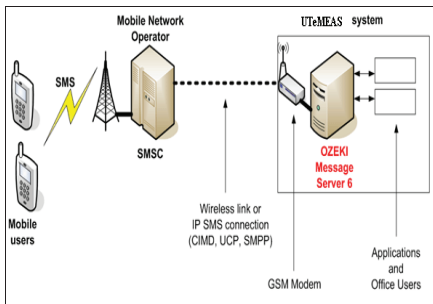 Mobile Network
Operator
UTeMEAS system
SMS
SMSC
OZEKI
Message
Server 6
Mobile
users
Wireless link or
IP SMS connection
(CIMD, UCP, SMPP)
GSM Modem
Applications
and
Office Users